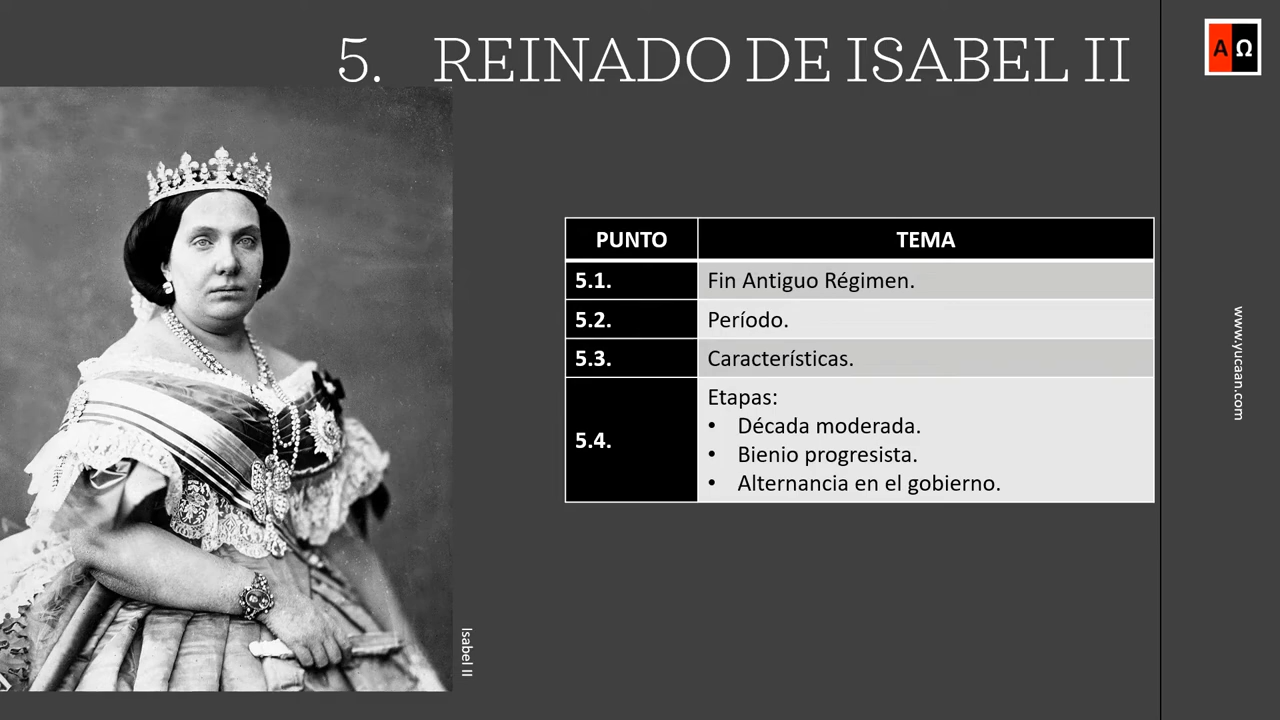 5. REINADO DE ISABEL II
A Ω
PUNTO TEMA
5.1. Fin Antiguo Régimen.
5.2. Período.
5.3. Características.
5.4. Etapas:
• Década moderada.
• Bienio progresista.
• Alternancia en el gobierno.
Isabel II
www.yucaan.com